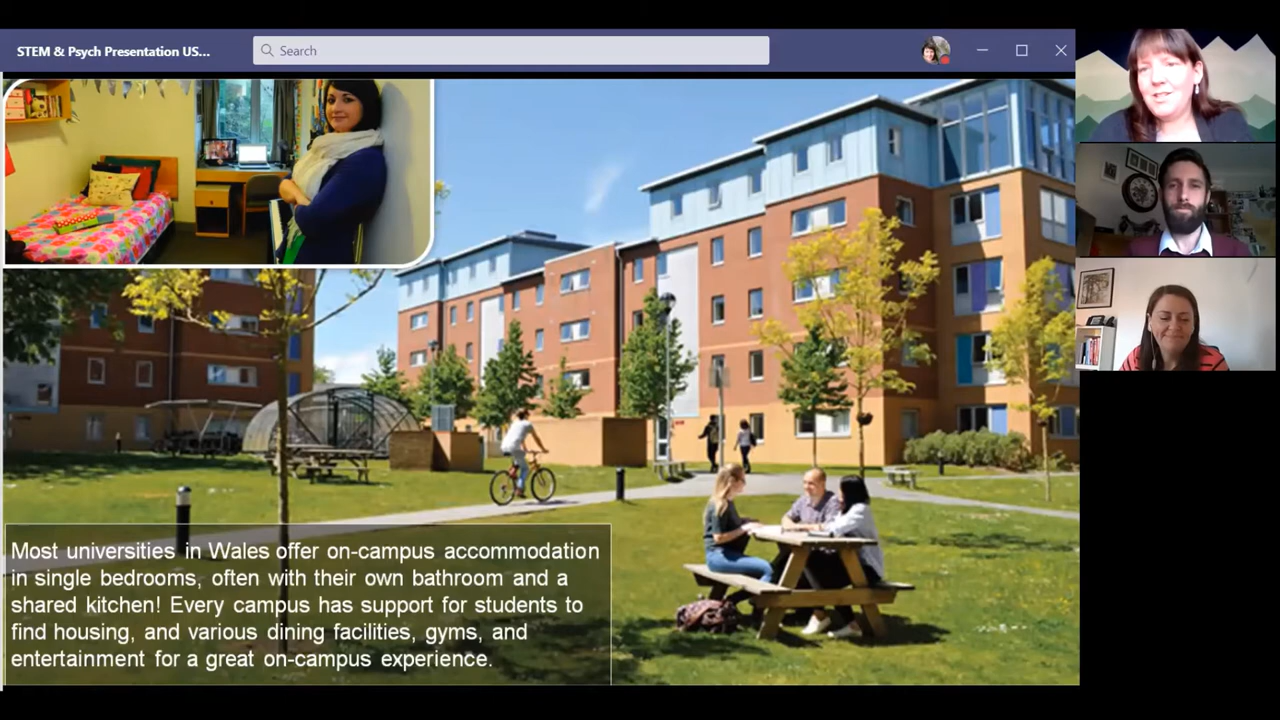 STEM & Psych Presentation US...
Search
Most universities in Wales offer on-campus accommodation
in single bedrooms, often with their own bathroom and a
shared kitchen! Every campus has support for students to
find housing, and various dining facilities, gyms, and
entertainment for a great on-campus experience.